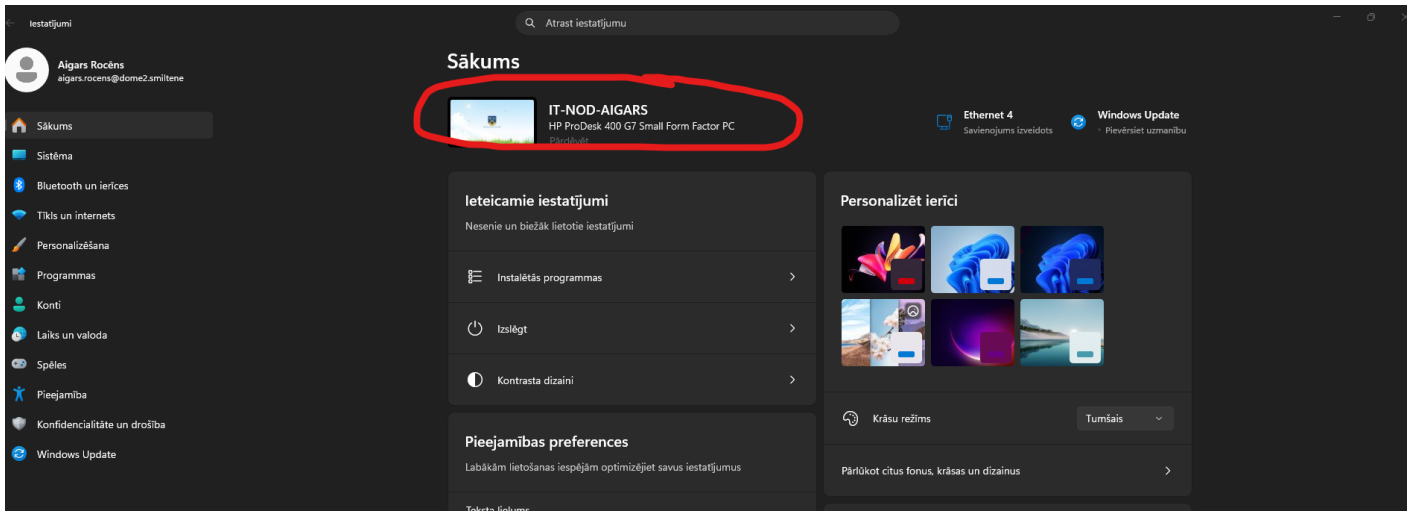 Iestatījumi
Atrast iestatījumu
Aigars Rocēns
aigars.rocens@dome2.smiltene
Sākums
Sistēma
Bluetooth un ierīces
Tīkls un internets
Personalizēšana
Programmas
Konti
Laiks un valoda
Spēles
Pieejamība
Konfidencialitāte un drošība
Windows Update
Sākums
IT-NOD-AIGARS
HP ProDesk 400 G7 Small Form Factor PC
Pārdēvēt
Ethernet 4
Savienojums izveidots
Windows Update
Pievērsiet uzmanību
Ieteicamie iestatījumi
Nesenie un biežāk lietotie iestatījumi
Instalētās programmas
Izslēgt
Kontrasta dizaini
Pieejamības preferences
Labākām lietošanas iespējām optimizējiet savus iestatījumus
Teksta lielums
Personalizēt ierīci
Krāsu režīms
Tumšais
Pārlūkot citus fonus, krāsas un dizainus